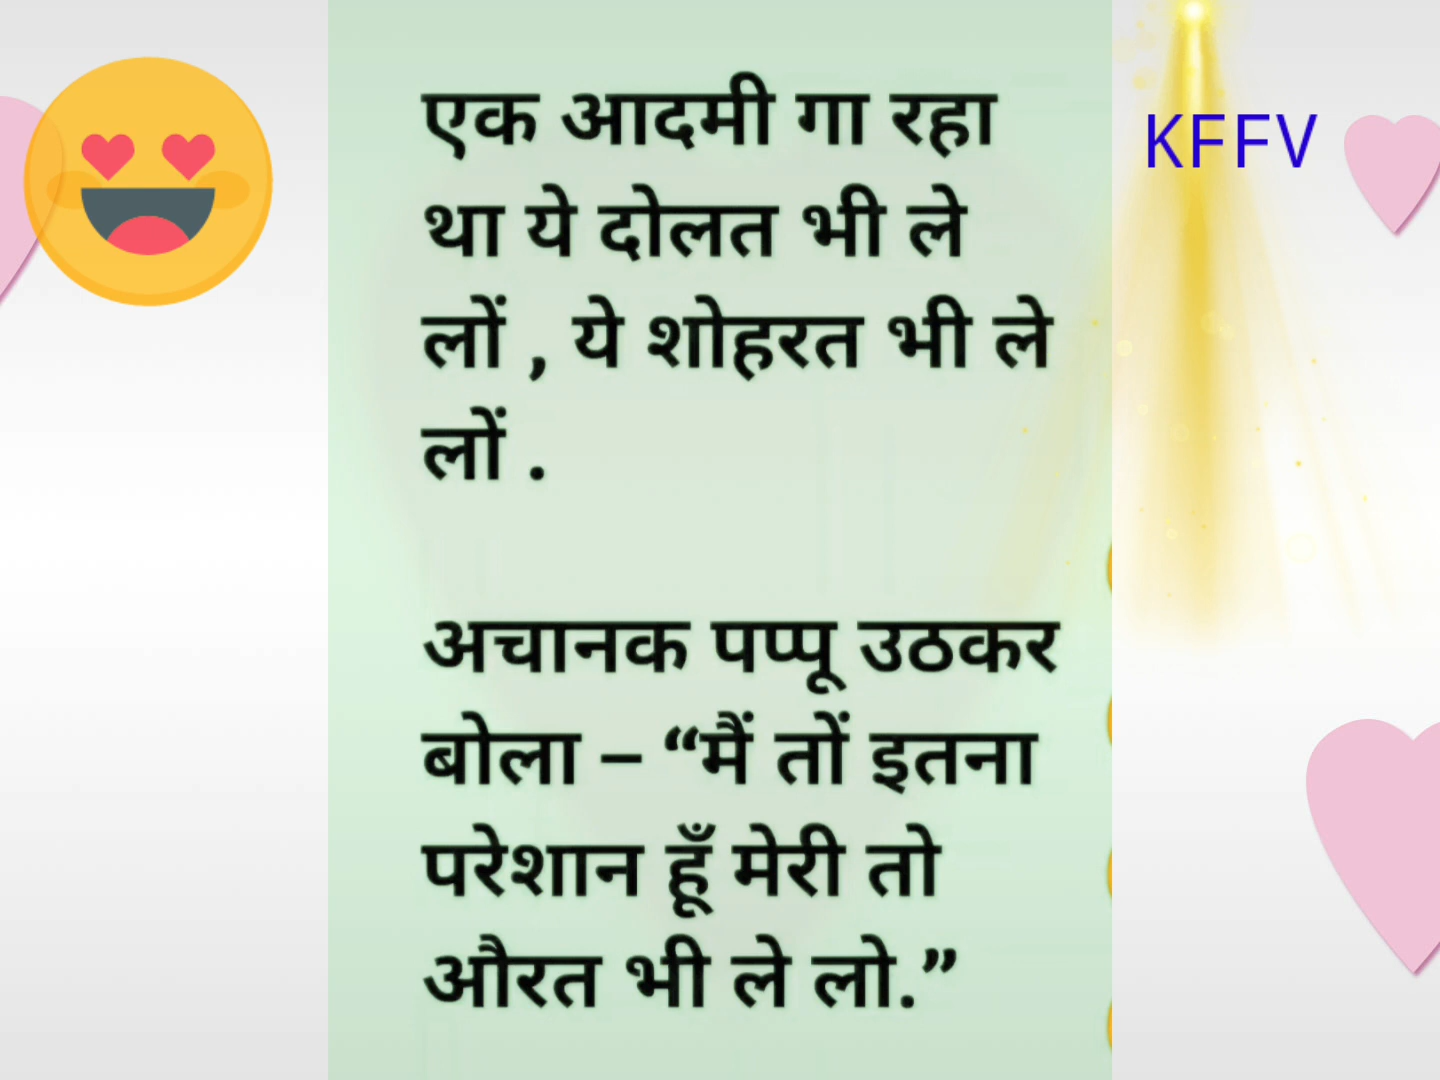 एक आदमी गा रहा
था ये दोलत भी ले
लों , ये शोहरत भी ले
लों .
अचानक पप्पू उठकर
बोला – “मैं तों इतना
परेशान हूँ मेरी तो
औरत भी ले लो.”
KFFV